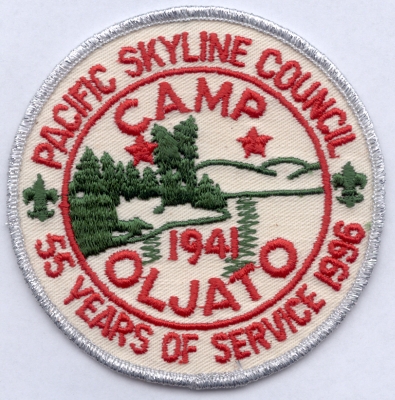 PACIFIC SKYLINE COUNCIL
CAMP
1941
OLJATO
55 YEARS OF SERVICE 1996